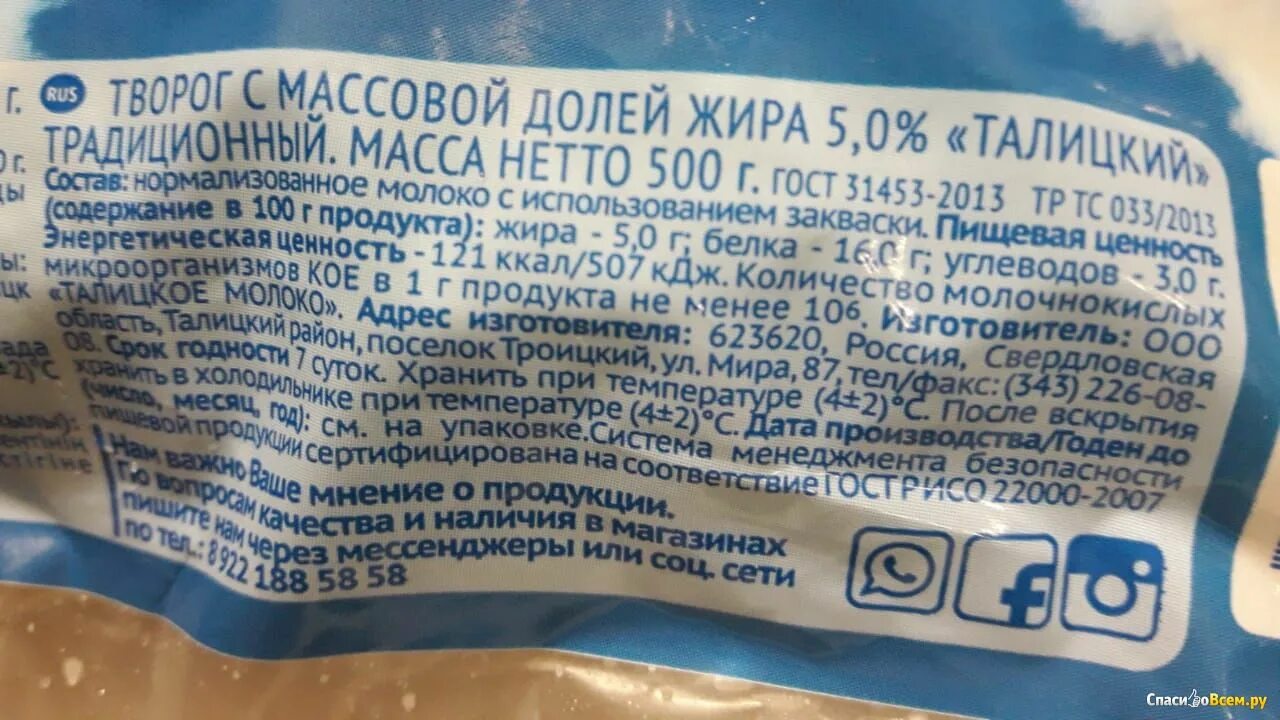 г. RUS ТВОРОГ С МАССОВОЙ ДОЛЕЙ ЖИРА 5,0% «ТАЛИЦКИЙ»
ТРАДИЦИОННЫЙ. МАССА НЕТТО 500 г. ГОСТ 31453-2013 ТР ТС 033/2013
Состав: нормализованное молоко с использованием закваски. Пищевая ценность
(содержание в 100 г продукта): жира - 5,0 г; белка - 16,0 г; углеводов - 3,0 г.
Энергетическая ценность - 121 ккал/507 кДж. Количество молочнокислых
микроорганизмов КОЕ в 1 г продукта не менее 10⁶. Изготовитель: ООО
«ТАЛИЦКОЕ МОЛОКО». Адрес изготовителя: 623620, Россия, Свердловская
область, Талицкий район, поселок Троицкий, ул. Мира, 87, тел/факс: (343) 226-08-
08. Срок годности 7 суток. Хранить при температуре (4±2)°С. После вскрытия
хранить в холодильнике при температуре (4±2)°С. Дата производства/Годен до
(число, месяц, год): см. на упаковке. Система менеджмента безопасности
пищевой продукции сертифицирована на соответствие ГОСТ Р ИСО 22000-2007
Нам важно Ваше мнение о продукции.
По вопросам качества и наличия в магазинах
пишите нам через мессенджеры или соц. сети
по тел.: 8 922 188 58 58
СпасибоВсем.ру